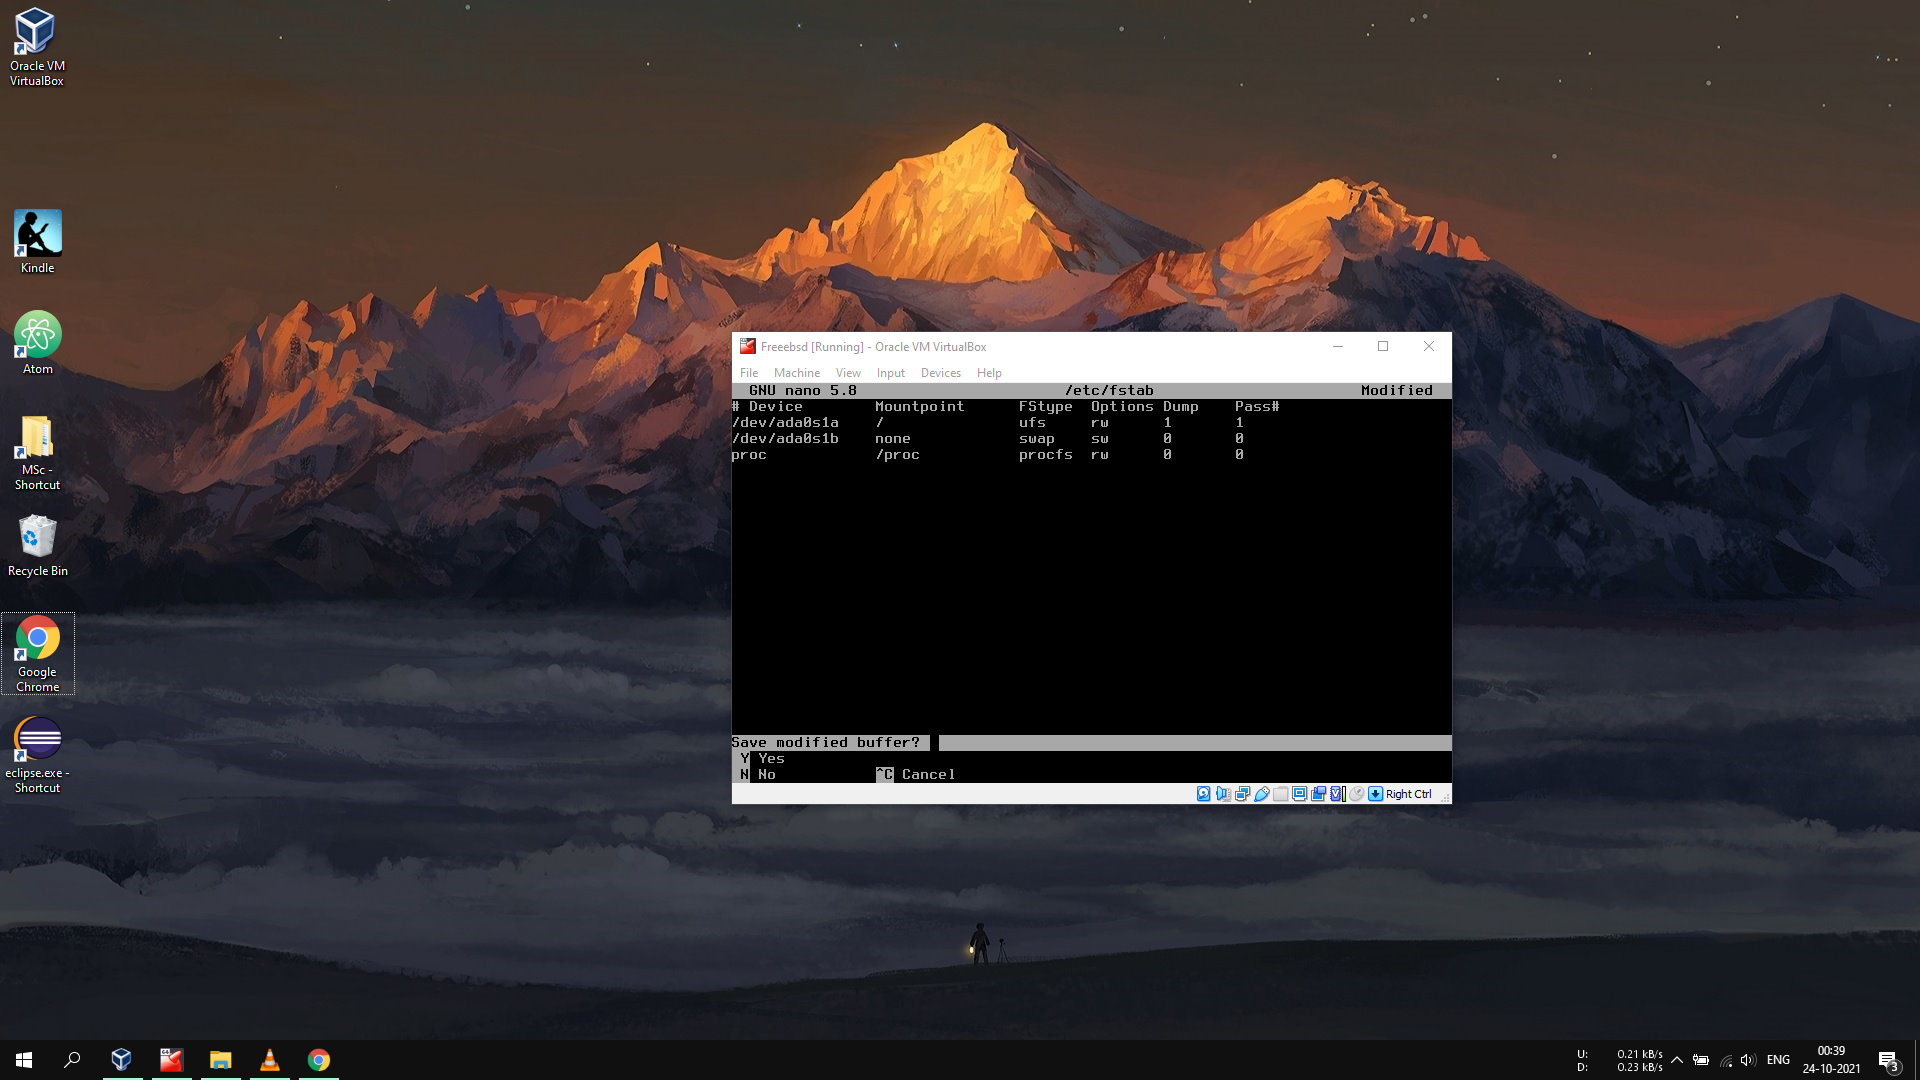 Oracle VM
VirtualBox
Kindle
Atom
MSc -
Shortcut
Recycle Bin
Google
Chrome
eclipse.exe -
Shortcut
Freeebsd [Running] - Oracle VM VirtualBox
File Machine View Input Devices Help
GNU nano 5.8 /etc/fstab Modified
# Device Mountpoint FStype Options Dump Pass#
/dev/ada0s1a / ufs rw 1 1
/dev/ada0s1b none swap sw 0 0
proc /proc procfs rw 0 0
Save modified buffer?
Y Yes
N No ^C Cancel
Right Ctrl
U: 0.21 kB/s
D: 0.23 kB/s
ENG
00:39
24-10-2021
3